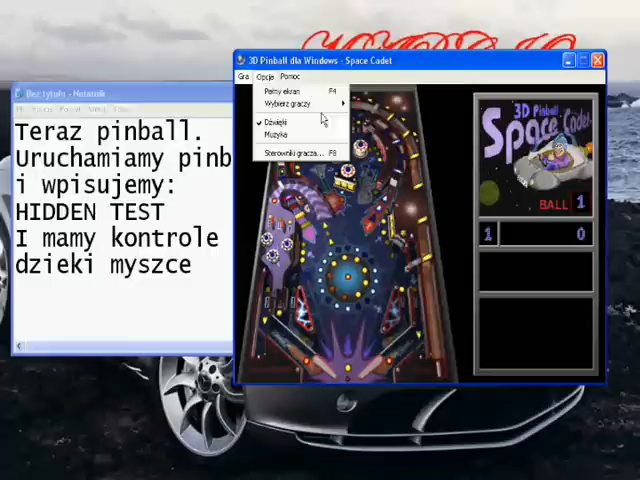 3D Pinball dla Windows - Space Cadet
Gra Opcje Pomoc
Pełny ekran F4
Wybierz graczy
Dźwięki
Muzyka
Sterowniki gracza... F8
Bez tytułu - Notatnik
Teraz pinball.
Uruchamiamy pinb
i wpisujemy:
HIDDEN TEST
I mamy kontrole
dzieki myszce
3D Pinball
Space Cadet
BALL 1
1 0